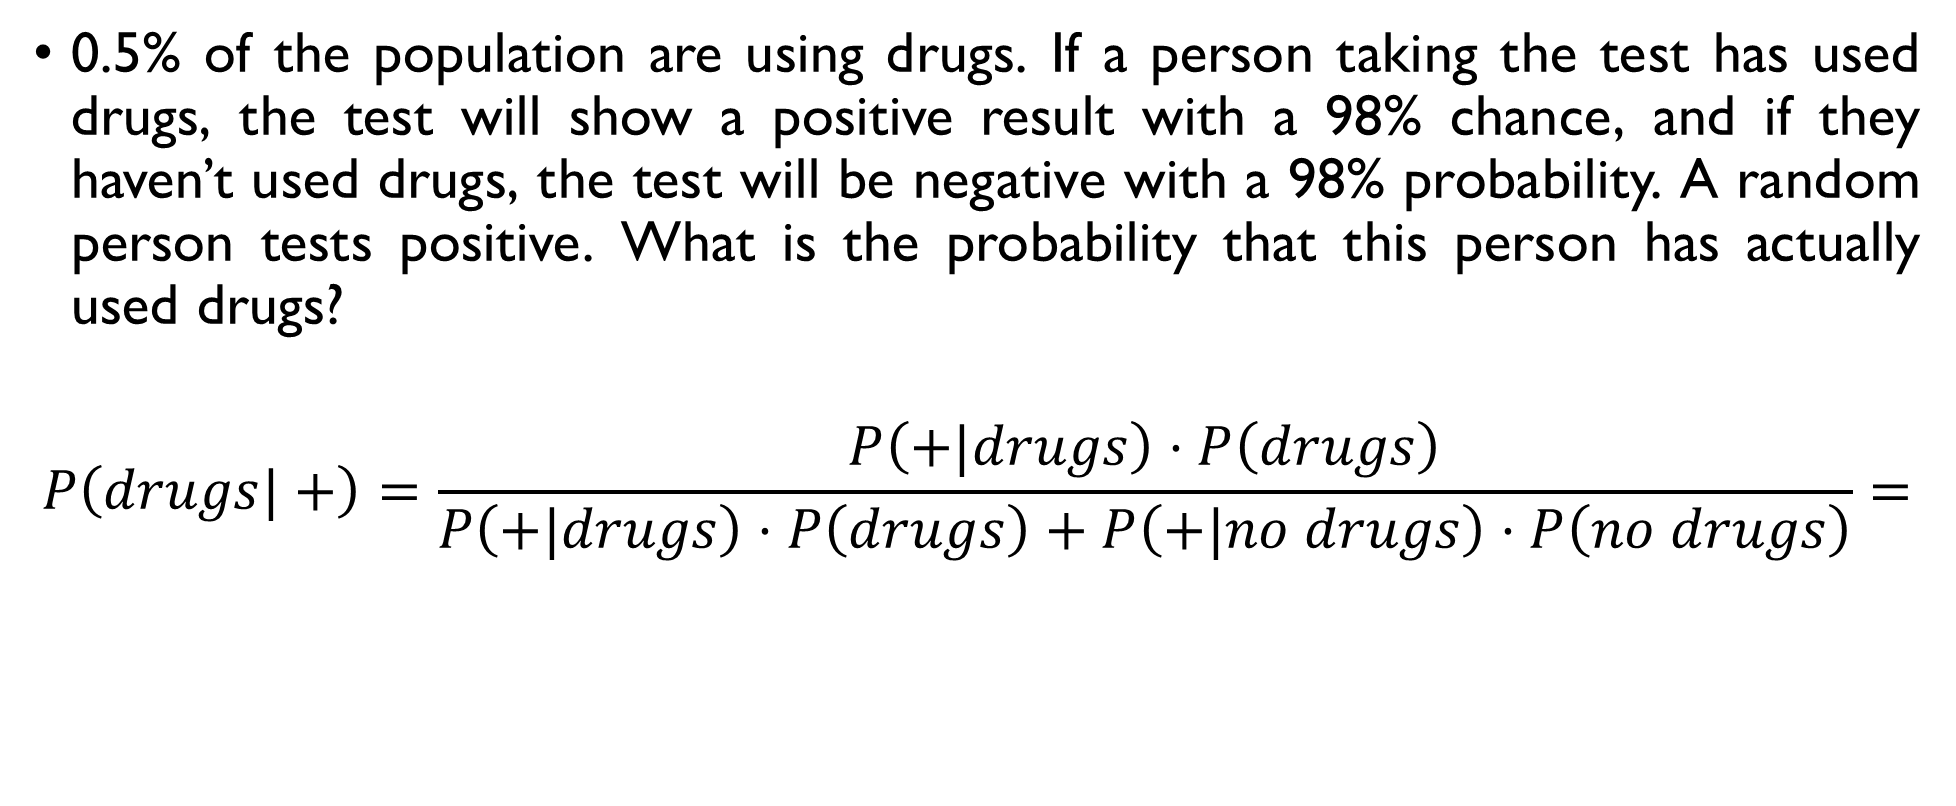 • 0.5% of the population are using drugs. If a person taking the test has used
drugs, the test will show a positive result with a 98% chance, and if they
haven’t used drugs, the test will be negative with a 98% probability. A random
person tests positive. What is the probability that this person has actually
used drugs?
P(+|drugs) · P(drugs)
P(drugs| +) = =
P(+|drugs) · P(drugs) + P(+|no drugs) · P(no drugs)